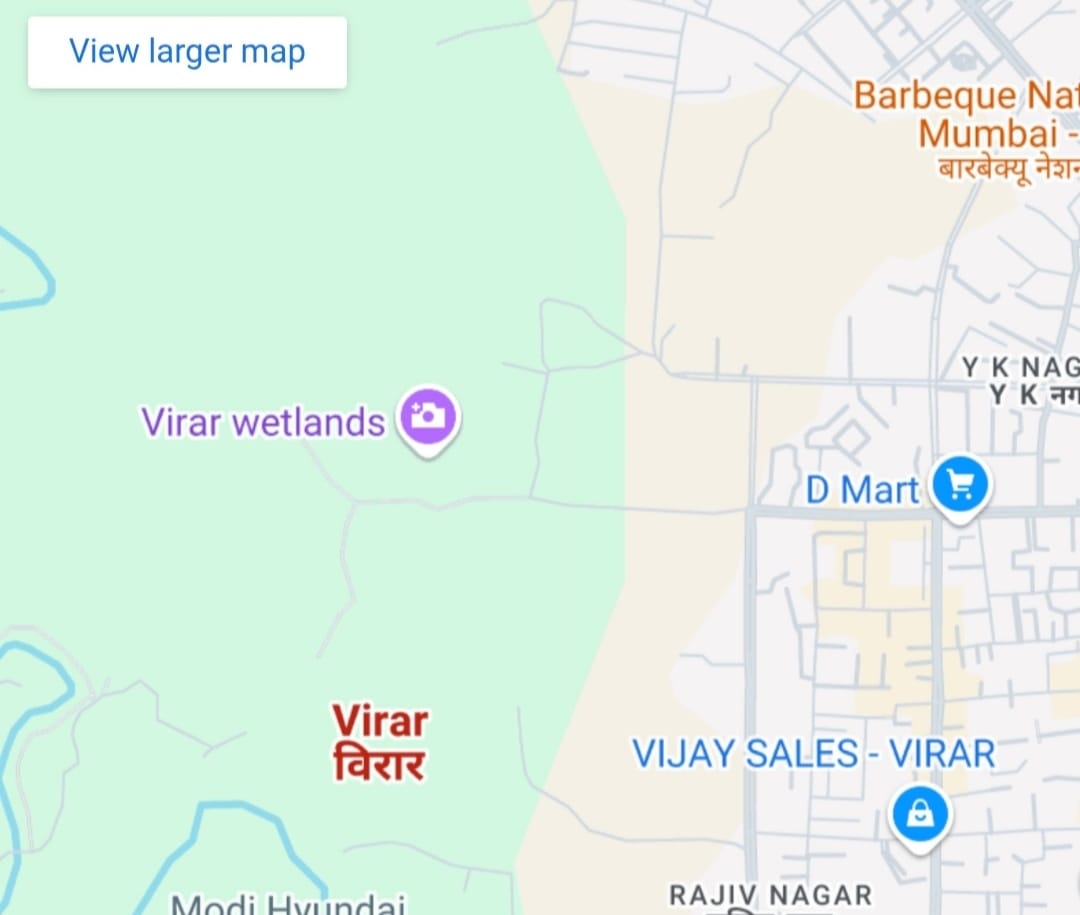 View larger map
Barbeque Nat
Mumbai -
बारबेक्यू नेशन
Y K NAG
Y K नग
Virar wetlands
D Mart
Virar
विरार
VIJAY SALES - VIRAR
RAJIV NAGAR
Modi Hyundai